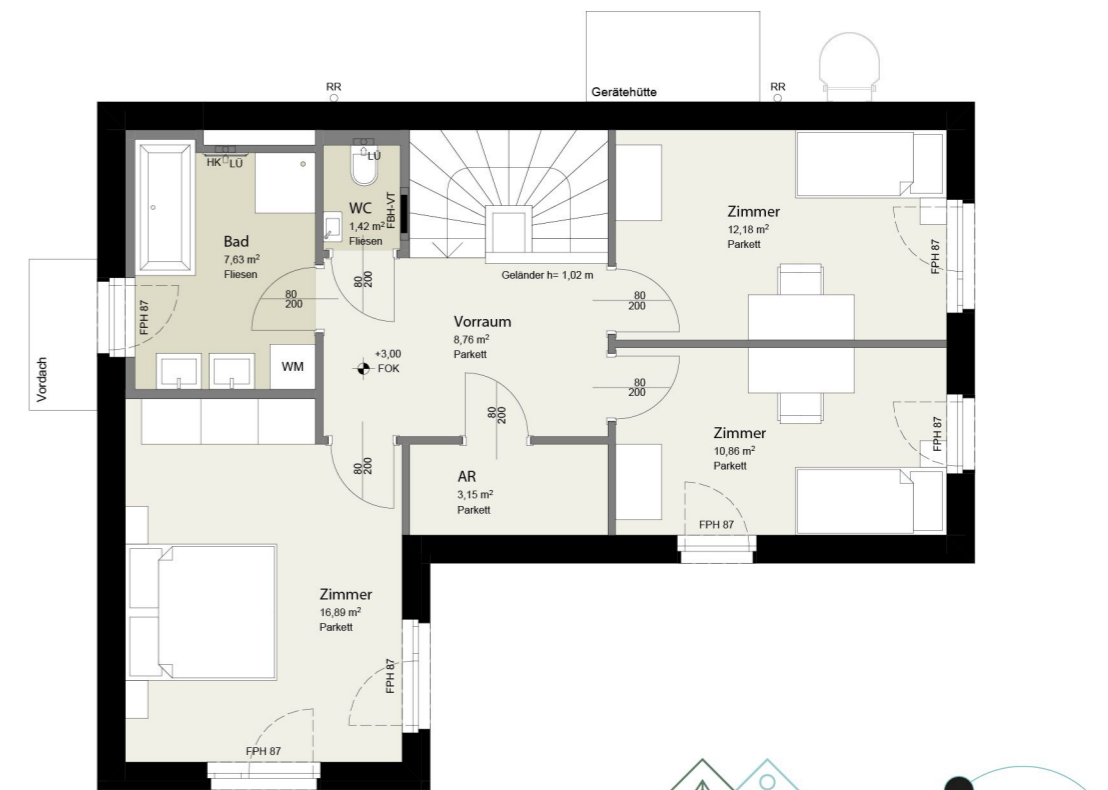 RR
Gerätehütte
RR
HK
LÜ
LÜ
WC
1,42 m²
Fliesen
FBH-VT
Zimmer
12,18 m²
Parkett
FPH 87
Bad
7,63 m²
Fliesen
80
200
80
200
Geländer h= 1,02 m
80
200
FPH 87
Vordach
WM
+3,00
FOK
Vorraum
8,76 m²
Parkett
80
200
80
200
Zimmer
10,86 m²
Parkett
FPH 87
80
200
AR
3,15 m²
Parkett
FPH 87
Zimmer
16,89 m²
Parkett
FPH 87
FPH 87